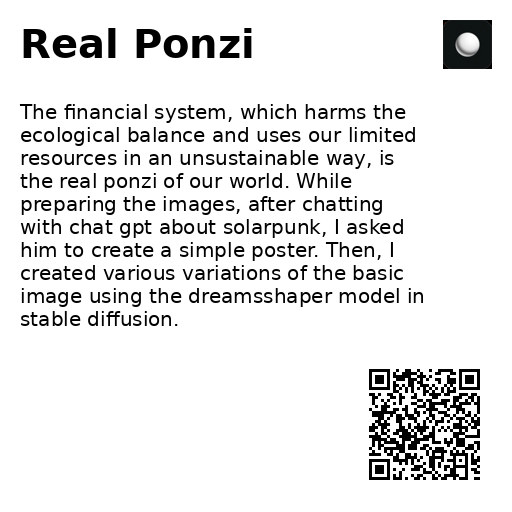 Real Ponzi
The financial system, which harms the
ecological balance and uses our limited
resources in an unsustainable way, is
the real ponzi of our world. While
preparing the images, after chatting
with chat gpt about solarpunk, I asked
him to create a simple poster. Then, I
created various variations of the basic
image using the dreamsshaper model in
stable diffusion.